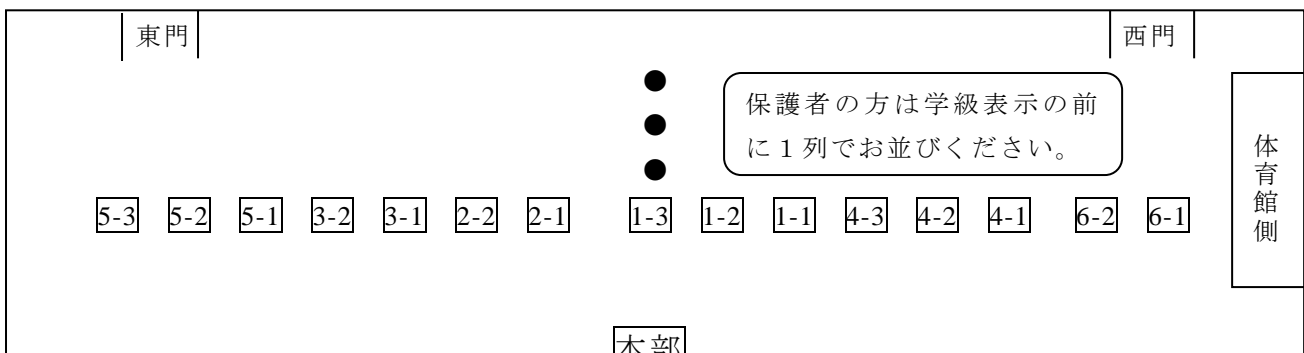 東門
西門
保護者の方は学級表示の前
に１列でお並びください。
体育館側
5-3 5-2 5-1 3-2 3-1 2-2 2-1 1-3 1-2 1-1 4-3 4-2 4-1 6-2 6-1
本部